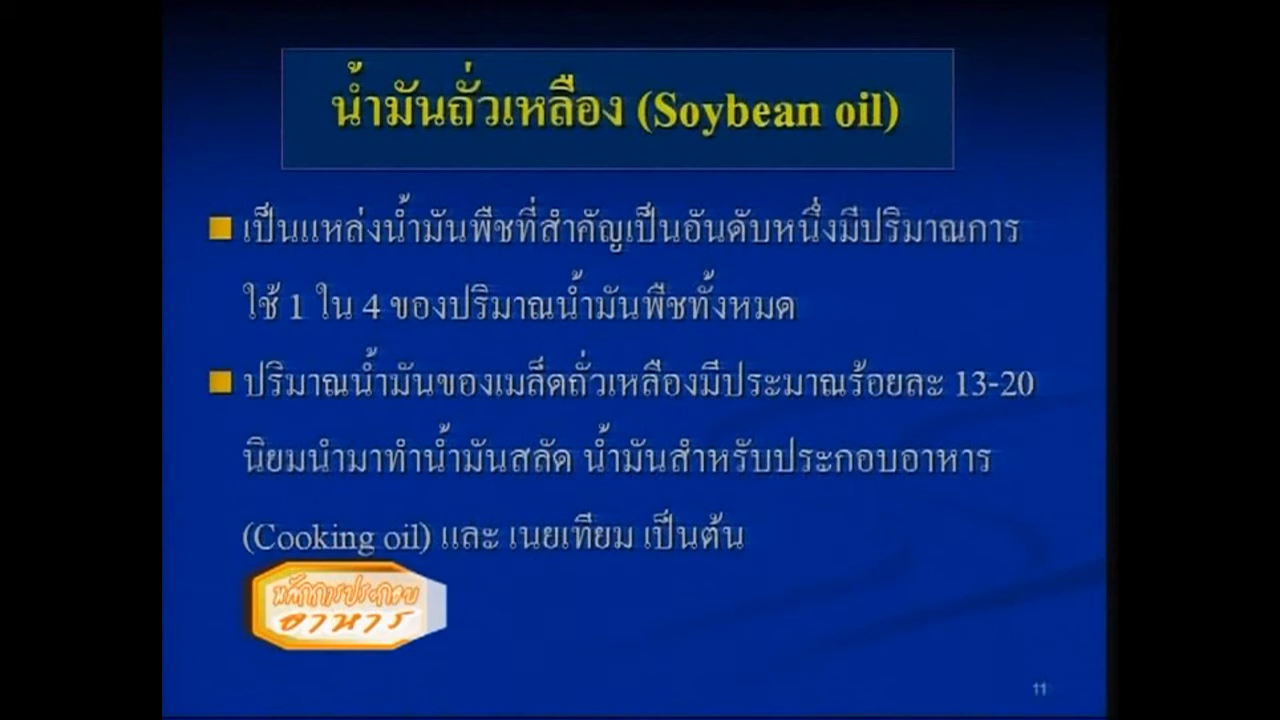 น้ำมันถั่วเหลือง (Soybean oil)
เป็นแหล่งน้ำมันพืชที่สำคัญเป็นอันดับหนึ่งมีปริมาณการ
ใช้ 1 ใน 4 ของปริมาณน้ำมันพืชทั้งหมด
ปริมาณน้ำมันของเมล็ดถั่วเหลืองมีประมาณร้อยละ 13-20
นิยมนำมาทำน้ำมันสลัด น้ำมันสำหรับประกอบอาหาร
(Cooking oil) และ เนยเทียม เป็นต้น
หลักการประกอบ
อาหาร
11